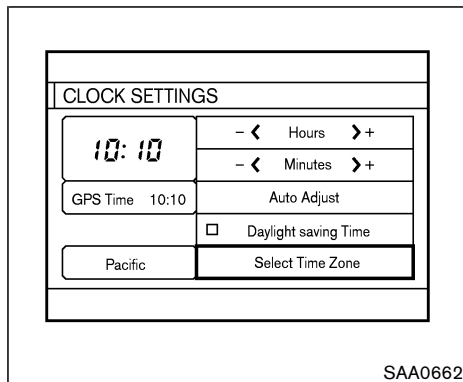 CLOCK SETTINGS
10:10
- < Hours > +
- < Minutes > +
GPS Time 10:10
Auto Adjust
Daylight saving Time
Pacific
Select Time Zone
SAA0662